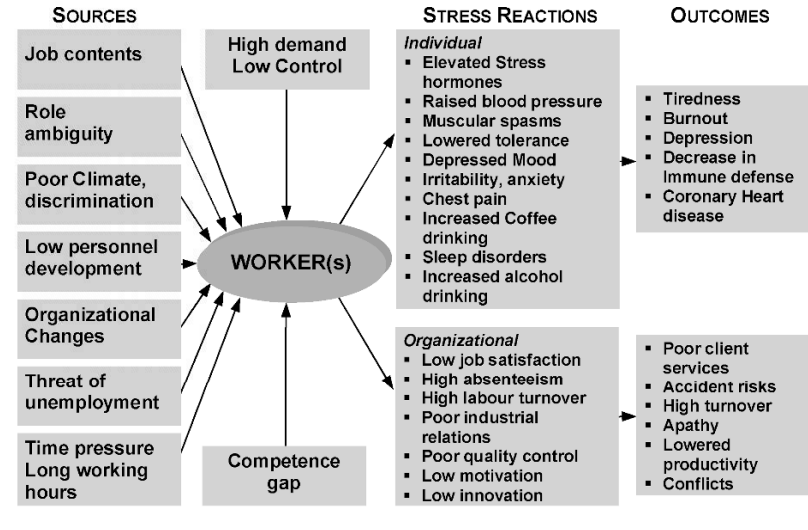 SOURCES
Job contents
Role
ambiguity
Poor Climate,
discrimination
Low personnel
development
Organizational
Changes
Threat of
unemployment
Time pressure
Long working
hours
High demand
Low Control
WORKER(s)
Competence
gap
STRESS REACTIONS
Individual
▪ Elevated Stress
hormones
▪ Raised blood pressure
▪ Muscular spasms
▪ Lowered tolerance
▪ Depressed Mood
▪ Irritability, anxiety
▪ Chest pain
▪ Increased Coffee
drinking
▪ Sleep disorders
▪ Increased alcohol
drinking
Organizational
▪ Low job satisfaction
▪ High absenteeism
▪ High labour turnover
▪ Poor industrial
relations
▪ Poor quality control
▪ Low motivation
▪ Low innovation
OUTCOMES
▪ Tiredness
▪ Burnout
▪ Depression
▪ Decrease in
Immune defense
▪ Coronary Heart
disease
▪ Poor client
services
▪ Accident risks
▪ High turnover
▪ Apathy
▪ Lowered
productivity
▪ Conflicts